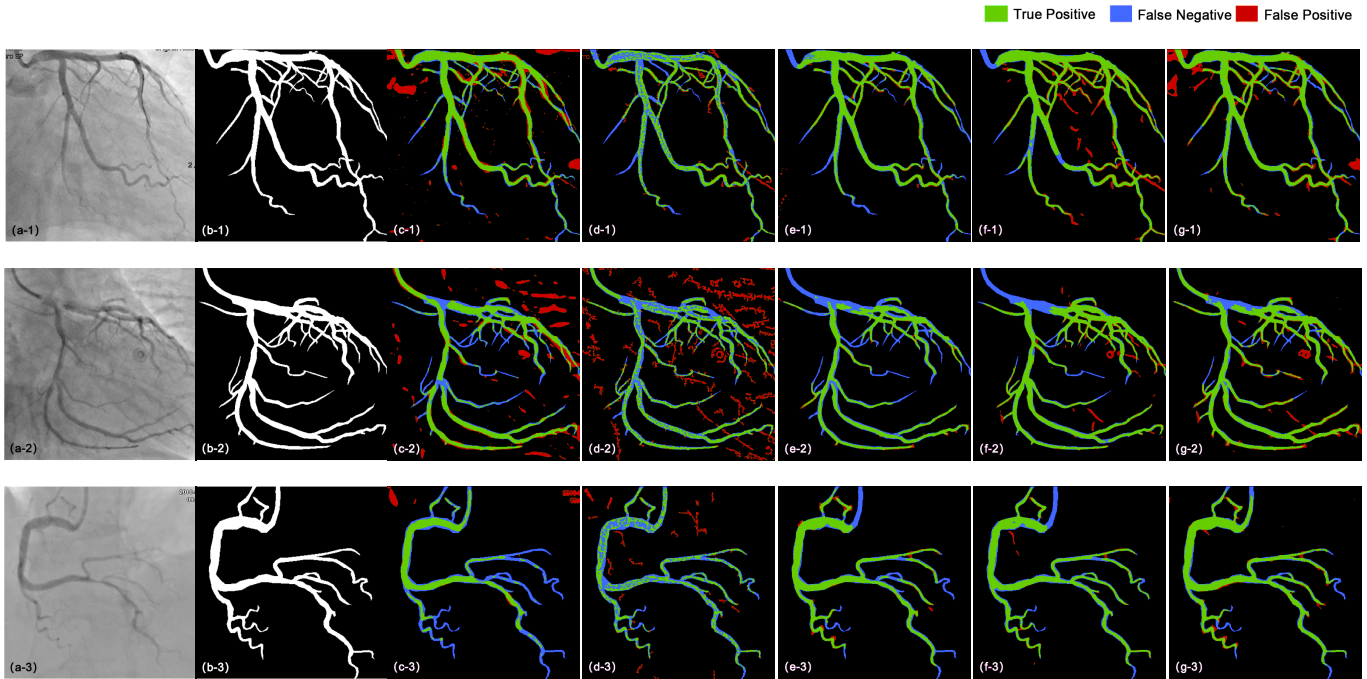 True Positive
False Negative
False Positive
2.
(a-1)
(b-1)
(c-1)
(d-1)
(e-1)
(f-1)
(g-1)
(a-2)
(b-2)
(c-2)
(d-2)
(e-2)
(f-2)
(g-2)
(a-3)
(b-3)
(c-3)
(d-3)
(e-3)
(f-3)
(g-3)